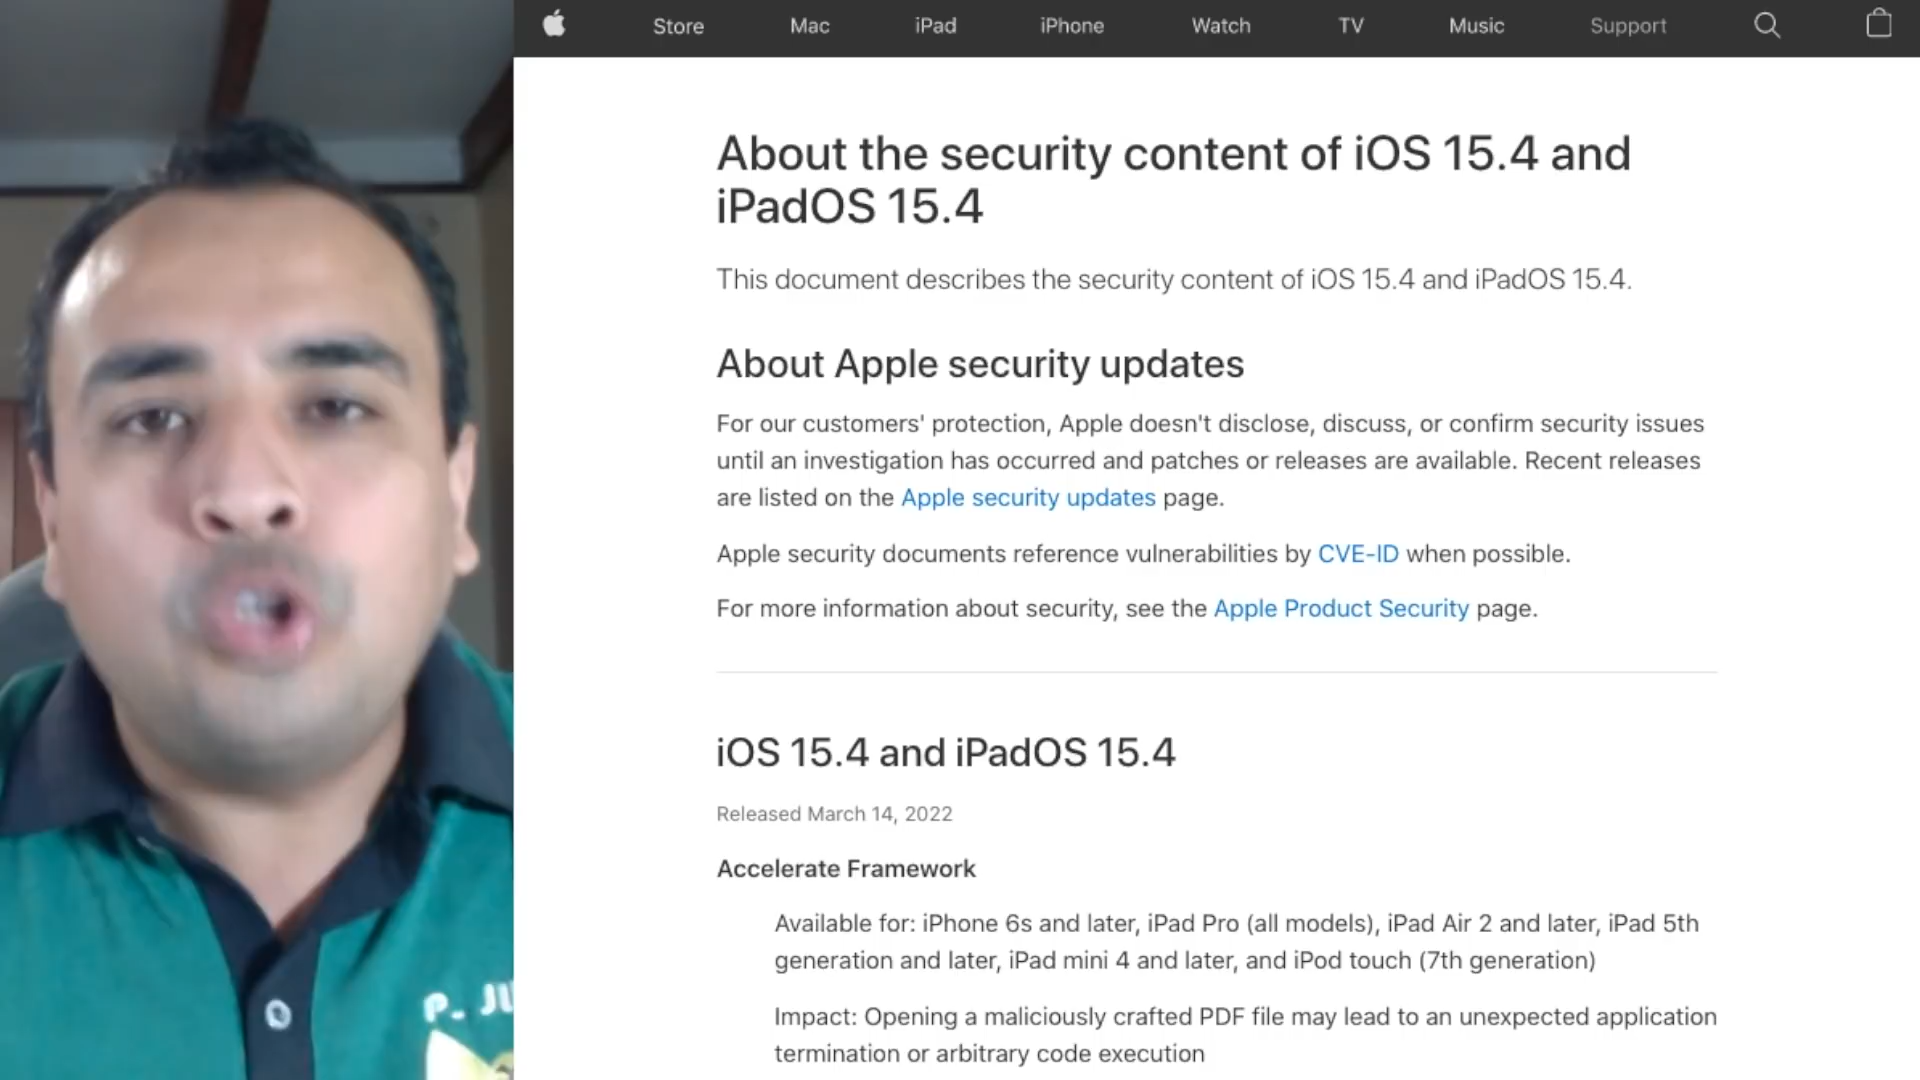 Store
Mac
iPad
iPhone
Watch
TV
Music
Support
About the security content of iOS 15.4 and
iPadOS 15.4
This document describes the security content of iOS 15.4 and iPadOS 15.4.
About Apple security updates
For our customers' protection, Apple doesn't disclose, discuss, or confirm security issues
until an investigation has occurred and patches or releases are available. Recent releases
are listed on the Apple security updates page.
Apple security documents reference vulnerabilities by CVE-ID when possible.
For more information about security, see the Apple Product Security page.
iOS 15.4 and iPadOS 15.4
Released March 14, 2022
Accelerate Framework
Available for: iPhone 6s and later, iPad Pro (all models), iPad Air 2 and later, iPad 5th
generation and later, iPad mini 4 and later, and iPod touch (7th generation)
Impact: Opening a maliciously crafted PDF file may lead to an unexpected application
termination or arbitrary code execution
P.